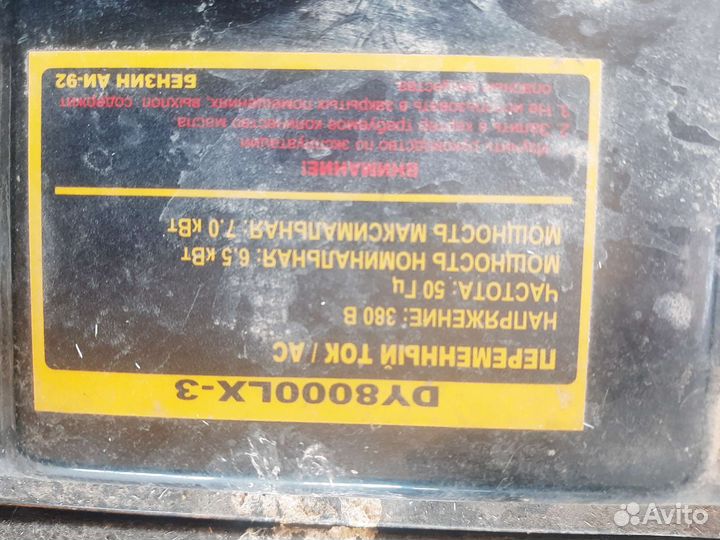 DY8000LX-3
ПЕРЕМЕННЫЙ ТОК / AC
НАПРЯЖЕНИЕ: 380 В
ЧАСТОТА: 50 Гц
МОЩНОСТЬ НОМИНАЛЬНАЯ: 6.5 кВт
МОЩНОСТЬ МАКСИМАЛЬНАЯ: 7.0 кВт
ВНИМАНИЕ!
Изучить руководство по эксплуатации
2. Залить в картер требуемое количество масла
3. Не использовать в закрытых помещениях, выхлоп содержит
опасные вещества
БЕНЗИН АИ-92
Avito